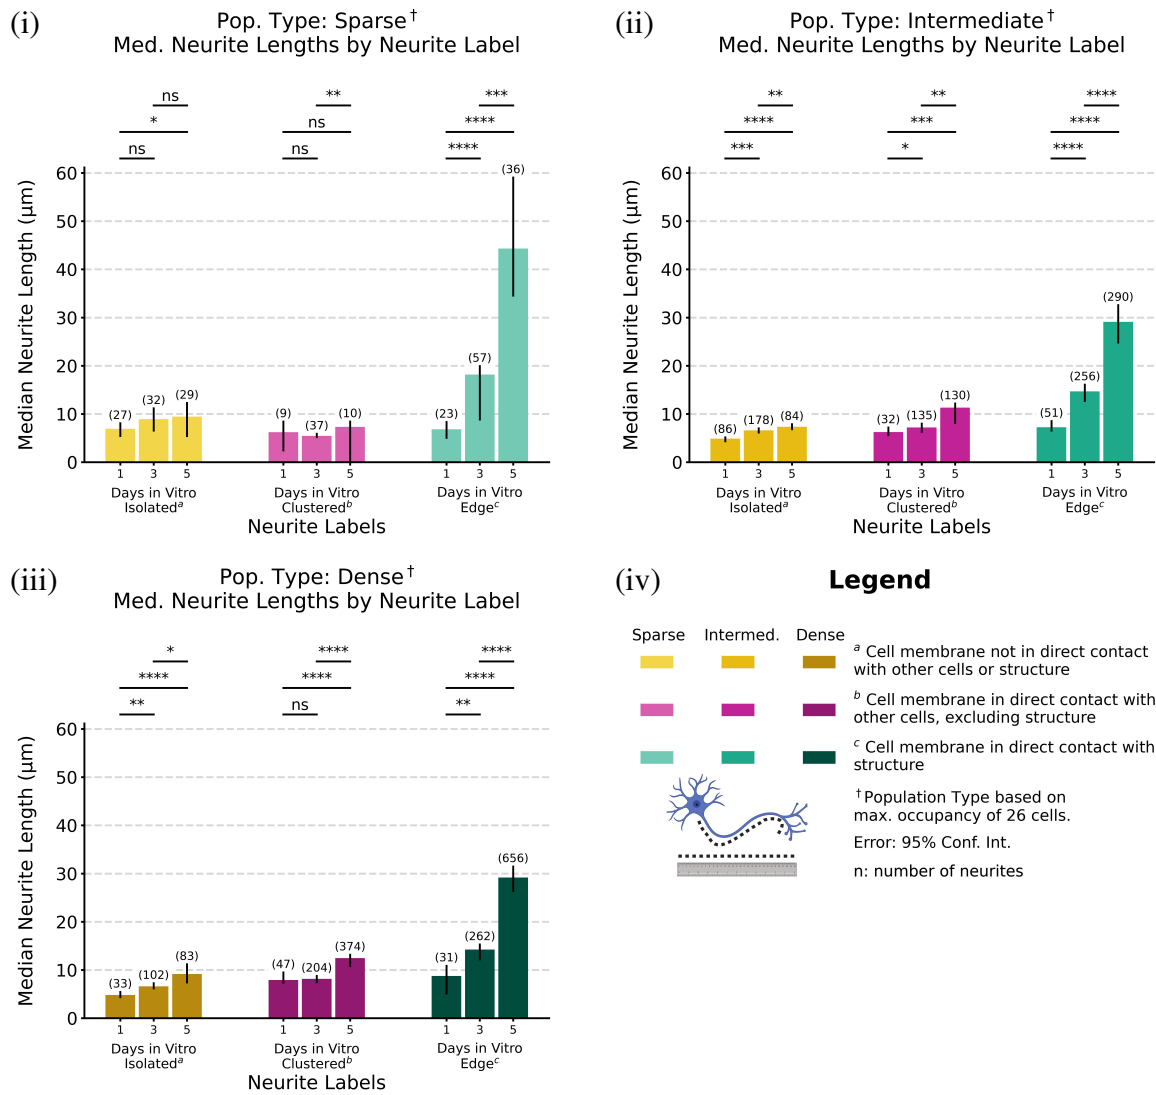 (i)
Pop. Type: Sparse†
Med. Neurite Lengths by Neurite Label
ns
**
***
*
ns
****
ns
ns
****
Median Neurite Length (μm)
60
50
40
30
20
10
0
(27)
(32)
(29)
(9)
(37)
(10)
(23)
(57)
(36)
1 3 5
1 3 5
1 3 5
Days in Vitro
Isolatedᵃ
Days in Vitro
Clusteredᵇ
Days in Vitro
Edgeᶜ
Neurite Labels
(ii)
Pop. Type: Intermediate†
Med. Neurite Lengths by Neurite Label
**
**
****
****
***
****
***
*
****
Median Neurite Length (μm)
60
50
40
30
20
10
0
(86)
(178)
(84)
(32)
(135)
(130)
(51)
(256)
(290)
1 3 5
1 3 5
1 3 5
Days in Vitro
Isolatedᵃ
Days in Vitro
Clusteredᵇ
Days in Vitro
Edgeᶜ
Neurite Labels
(iii)
Pop. Type: Dense†
Med. Neurite Lengths by Neurite Label
*
****
****
****
****
****
**
ns
**
Median Neurite Length (μm)
60
50
40
30
20
10
0
(33)
(102)
(83)
(47)
(204)
(374)
(31)
(262)
(656)
1 3 5
1 3 5
1 3 5
Days in Vitro
Isolatedᵃ
Days in Vitro
Clusteredᵇ
Days in Vitro
Edgeᶜ
Neurite Labels
(iv)
Legend
Sparse Intermed. Dense
ᵃ Cell membrane not in direct contact
with other cells or structure
ᵇ Cell membrane in direct contact with
other cells, excluding structure
ᶜ Cell membrane in direct contact with
structure
†Population Type based on
max. occupancy of 26 cells.
Error: 95% Conf. Int.
n: number of neurites